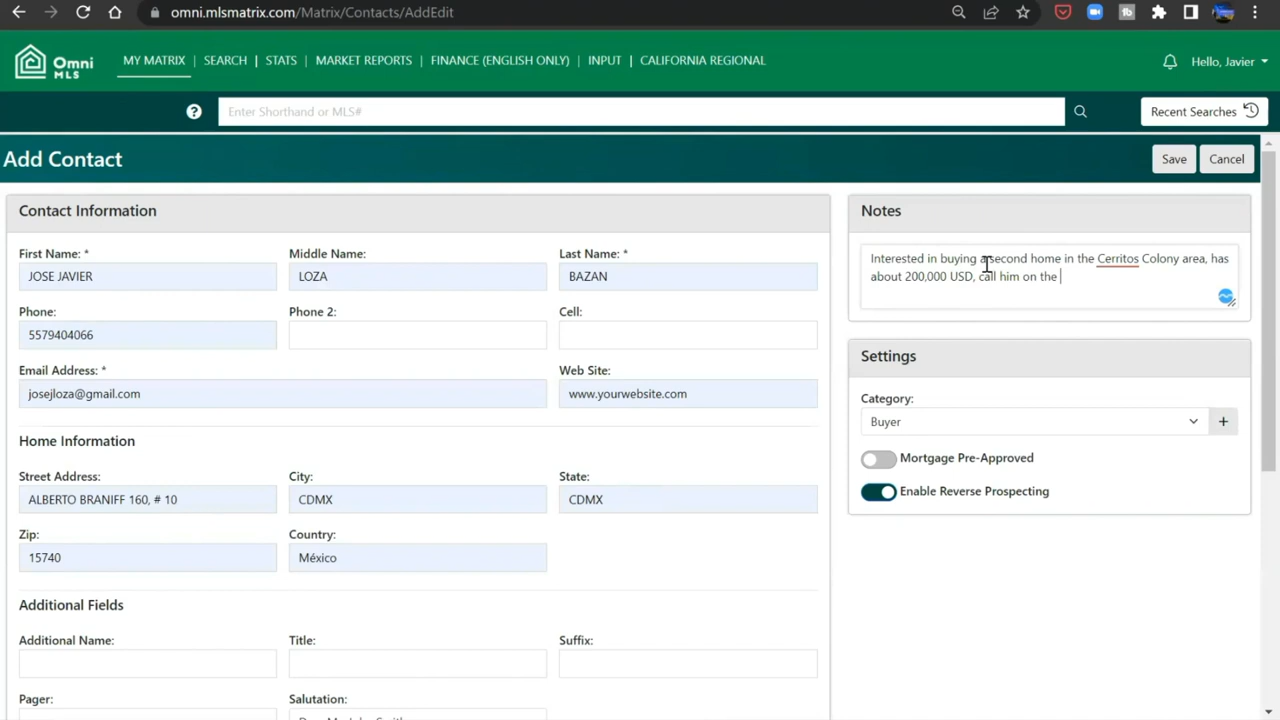 omni.mlsmatrix.com/Matrix/Contacts/AddEdit
Omni MLS
MY MATRIX | SEARCH | STATS | MARKET REPORTS | FINANCE (ENGLISH ONLY) | INPUT | CALIFORNIA REGIONAL
Hello, Javier
?
Enter Shorthand or MLS#
Recent Searches
Add Contact
Save
Cancel
Contact Information
First Name: *
Middle Name:
Last Name: *
JOSE JAVIER
LOZA
BAZAN
Phone:
Phone 2:
Cell:
5579404066
Email Address: *
Web Site:
josejloza@gmail.com
www.yourwebsite.com
Home Information
Street Address:
City:
State:
ALBERTO BRANIFF 160, # 10
CDMX
CDMX
Zip:
Country:
15740
México
Additional Fields
Additional Name:
Title:
Suffix:
Pager:
Salutation:
Notes
Interested in buying a second home in the Cerritos Colony area, has
about 200,000 USD, call him on the
Settings
Category:
Buyer
+
Mortgage Pre-Approved
Enable Reverse Prospecting